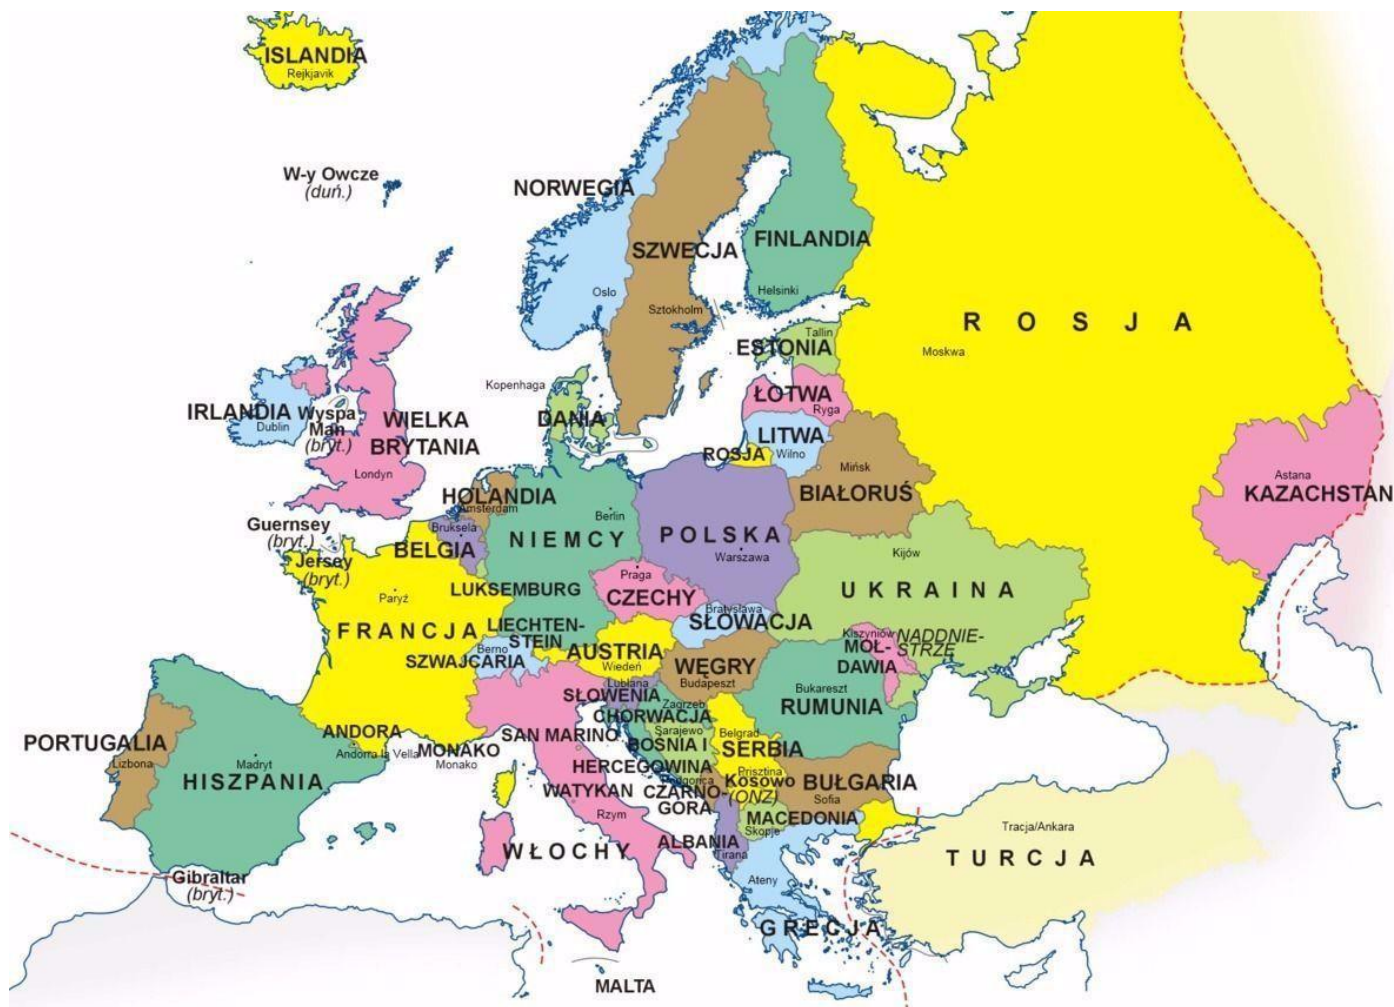 ISLANDIA
Rejkjavik
W-y Owcze
(duń.)
NORWEGIA
SZWECJA
FINLANDIA
Oslo
Sztokholm
Helsinki
R O S J A
Moskwa
Tallin
ESTONIA
Kopenhaga
DANIA
ŁOTWA
Ryga
IRLANDIA
Dublin
Wyspa
Man
(bryt.)
WIELKA
BRYTANIA
Londyn
LITWA
Wilno
ROSJA
Mińsk
BIAŁORUŚ
Astana
KAZACHSTAN
HOLANDIA
Amsterdam
Guernsey
(bryt.)
Bruksela
BELGIA
Berlin
N I E M C Y
P O L S K A
Warszawa
Kijów
U K R A I N A
Jersey
(bryt.)
Paryż
LUKSEMBURG
Praga
CZECHY
Bratysława
SŁOWACJA
F R A N C J A
LIECHTEN-
STEIN
Berno
SZWAJCARIA
AUSTRIA
Wiedeń
WĘGRY
Budapeszt
Kiszyniów
MOŁ-
DAWIA
NADDNIE-
STRZE
Lublana
SŁOWENIA
Zagrzeb
CHORWACJA
Bukareszt
RUMUNIA
PORTUGALIA
Lizbona
Madryt
HISZPANIA
ANDORA
Andorra la Vella
MONAKO
Monako
SAN MARINO
Sarajewo
BOŚNIA I
HERCEGOWINA
Belgrad
SERBIA
Podgorica
CZARNO-
GÓRA
Prisztina
Kosowo
(ONZ)
BUŁGARIA
Sofia
WATYKAN
Rzym
W Ł O C H Y
MACEDONIA
Skopje
ALBANIA
Tirana
Tracja/Ankara
T U R C J A
Gibraltar
(bryt.)
Ateny
G R E C J A
MALTA